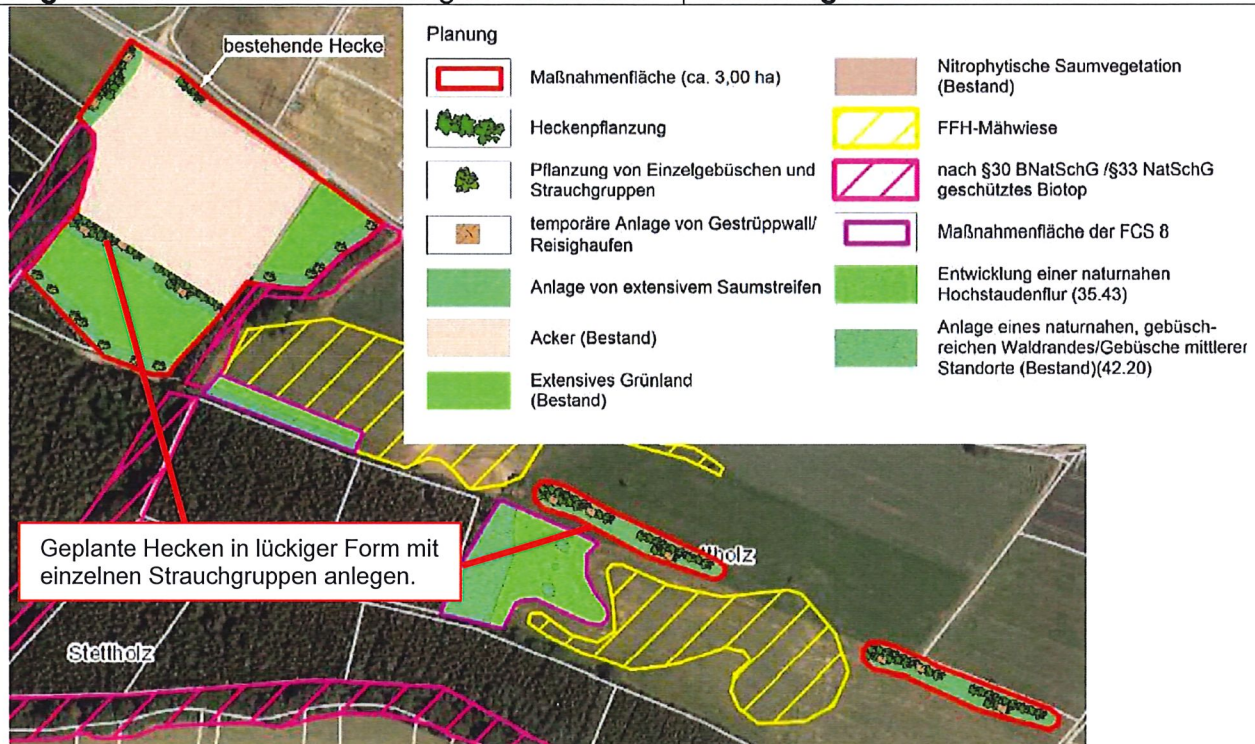 bestehende Hecke
Planung
Maßnahmenfläche (ca. 3,00 ha)
Heckenpflanzung
Pflanzung von Einzelgebüschen und
Strauchgruppen
temporäre Anlage von Gestrüppwall/
Reisighaufen
Anlage von extensivem Saumstreifen
Acker (Bestand)
Extensives Grünland
(Bestand)
Nitrophytische Saumvegetation
(Bestand)
FFH-Mähwiese
nach §30 BNatSchG /§33 NatSchG
geschütztes Biotop
Maßnahmenfläche der FCS 8
Entwicklung einer naturnahen
Hochstaudenflur (35.43)
Anlage eines naturnahen, gebüsch-
reichen Waldrandes/Gebüsche mittlerer
Standorte (Bestand)(42.20)
Geplante Hecken in lückiger Form mit
einzelnen Strauchgruppen anlegen.
Stettholz